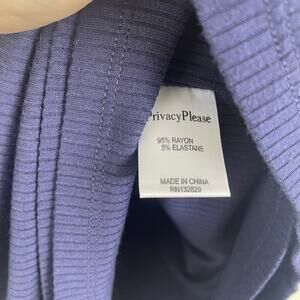 PrivacyPlease
95% RAYON
5% ELASTANE
MADE IN CHINA
RN132829